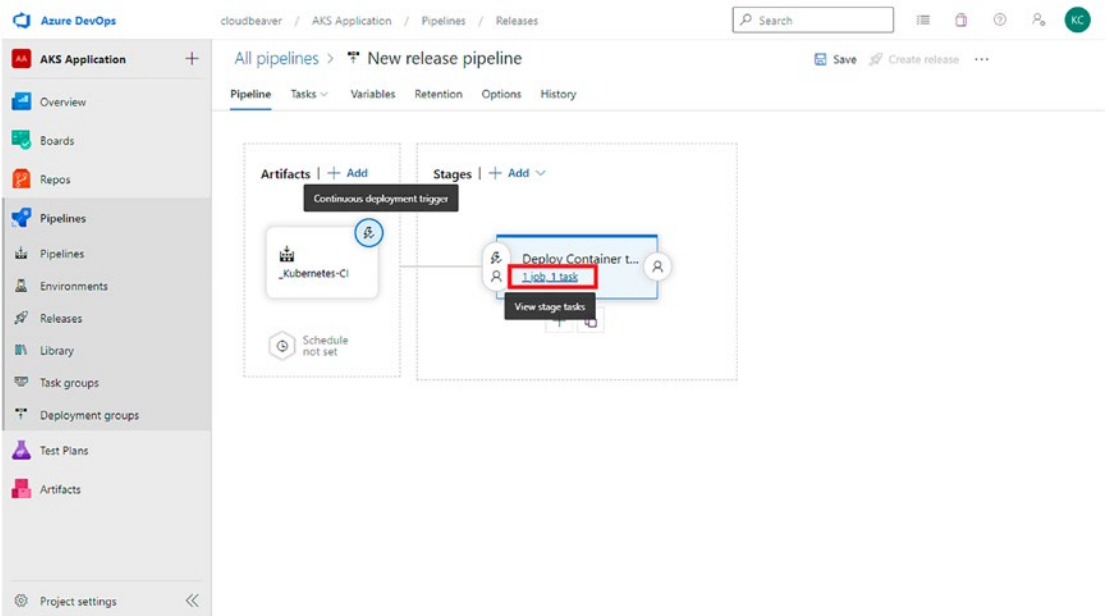 Azure DevOps
cloudbeaver / AKS Application / Pipelines / Releases
Search
KC
AA AKS Application
All pipelines > New release pipeline
Save Create release ...
Pipeline Tasks Variables Retention Options History
Overview
Boards
Repos
Pipelines
Pipelines
Environments
Releases
Library
Task groups
Deployment groups
Test Plans
Artifacts
Project settings
Artifacts | + Add
Continuous deployment trigger
_Kubernetes-CI
Schedule
not set
Stages | + Add
Deploy Container t...
1 job, 1 task
View stage tasks